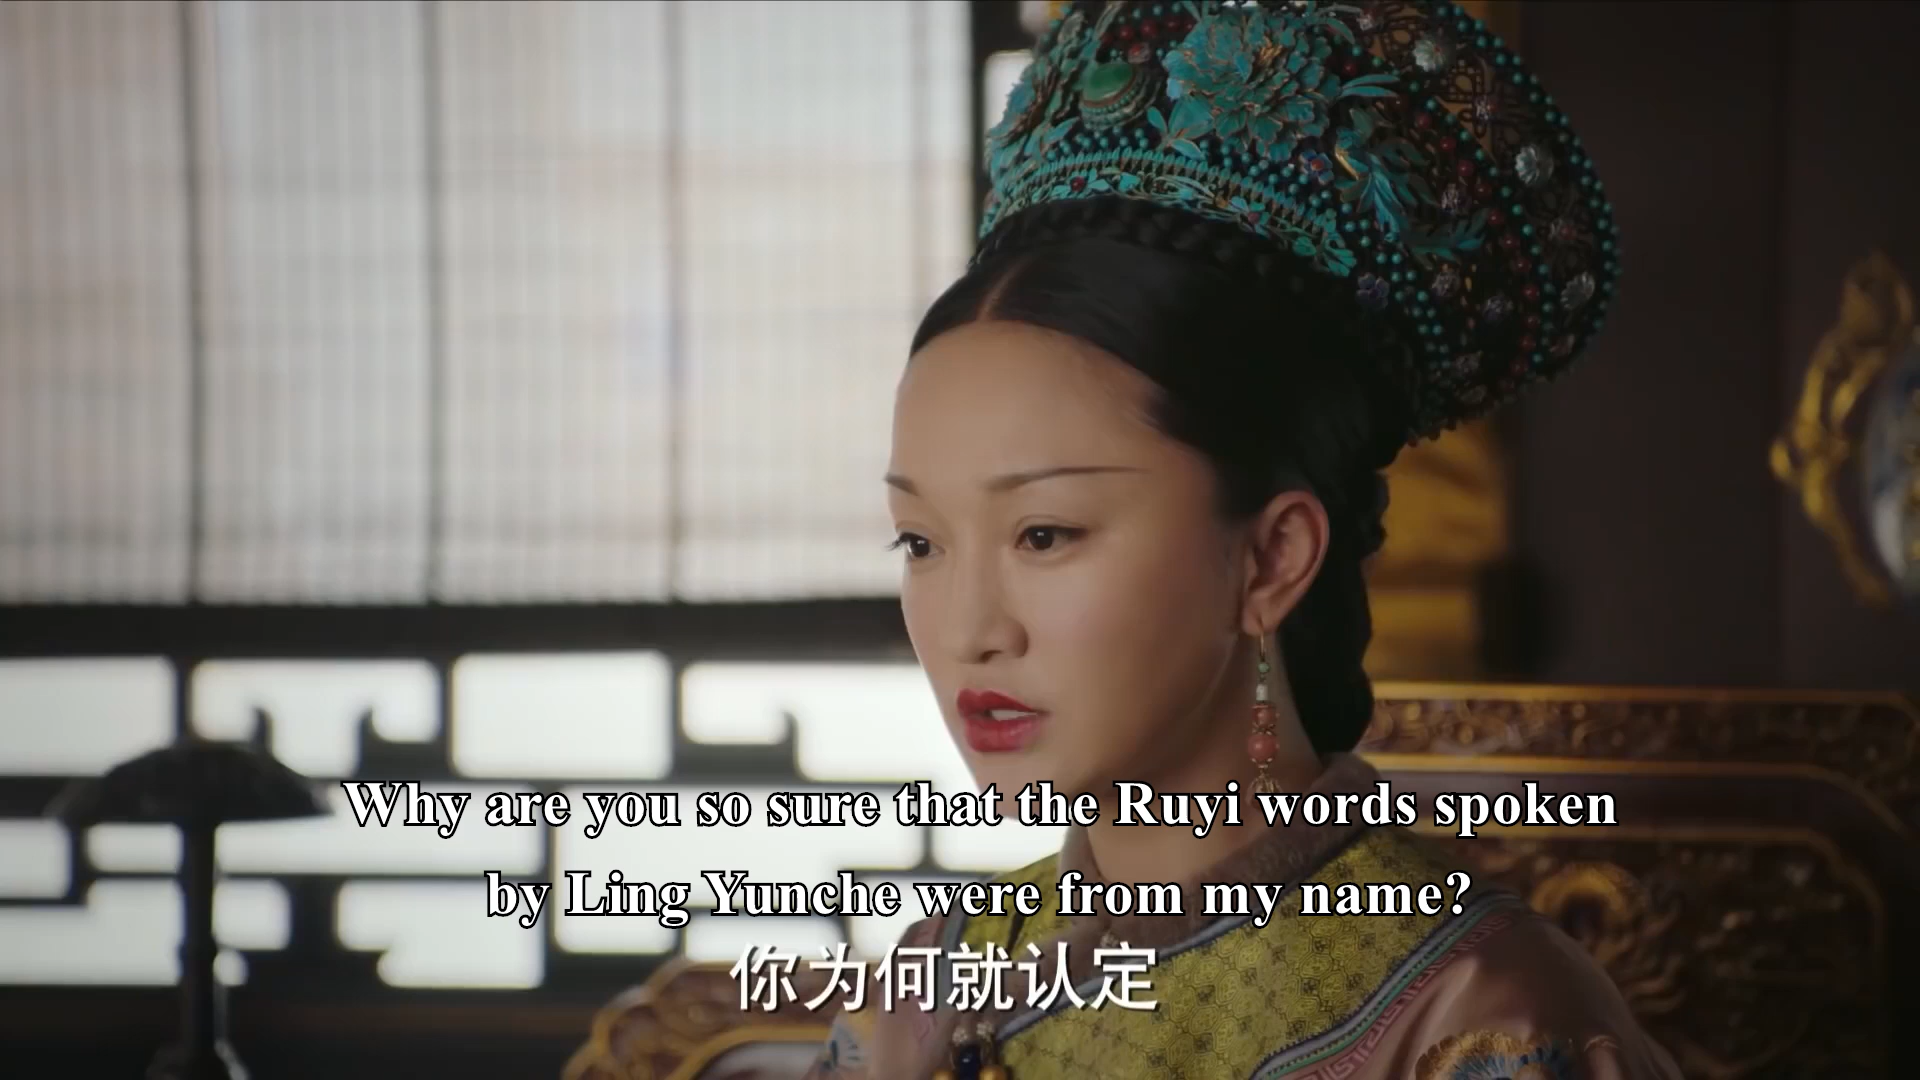 Why are you so sure that the Ruyi words spoken
by Ling Yunche were from my name?
你为何就认定